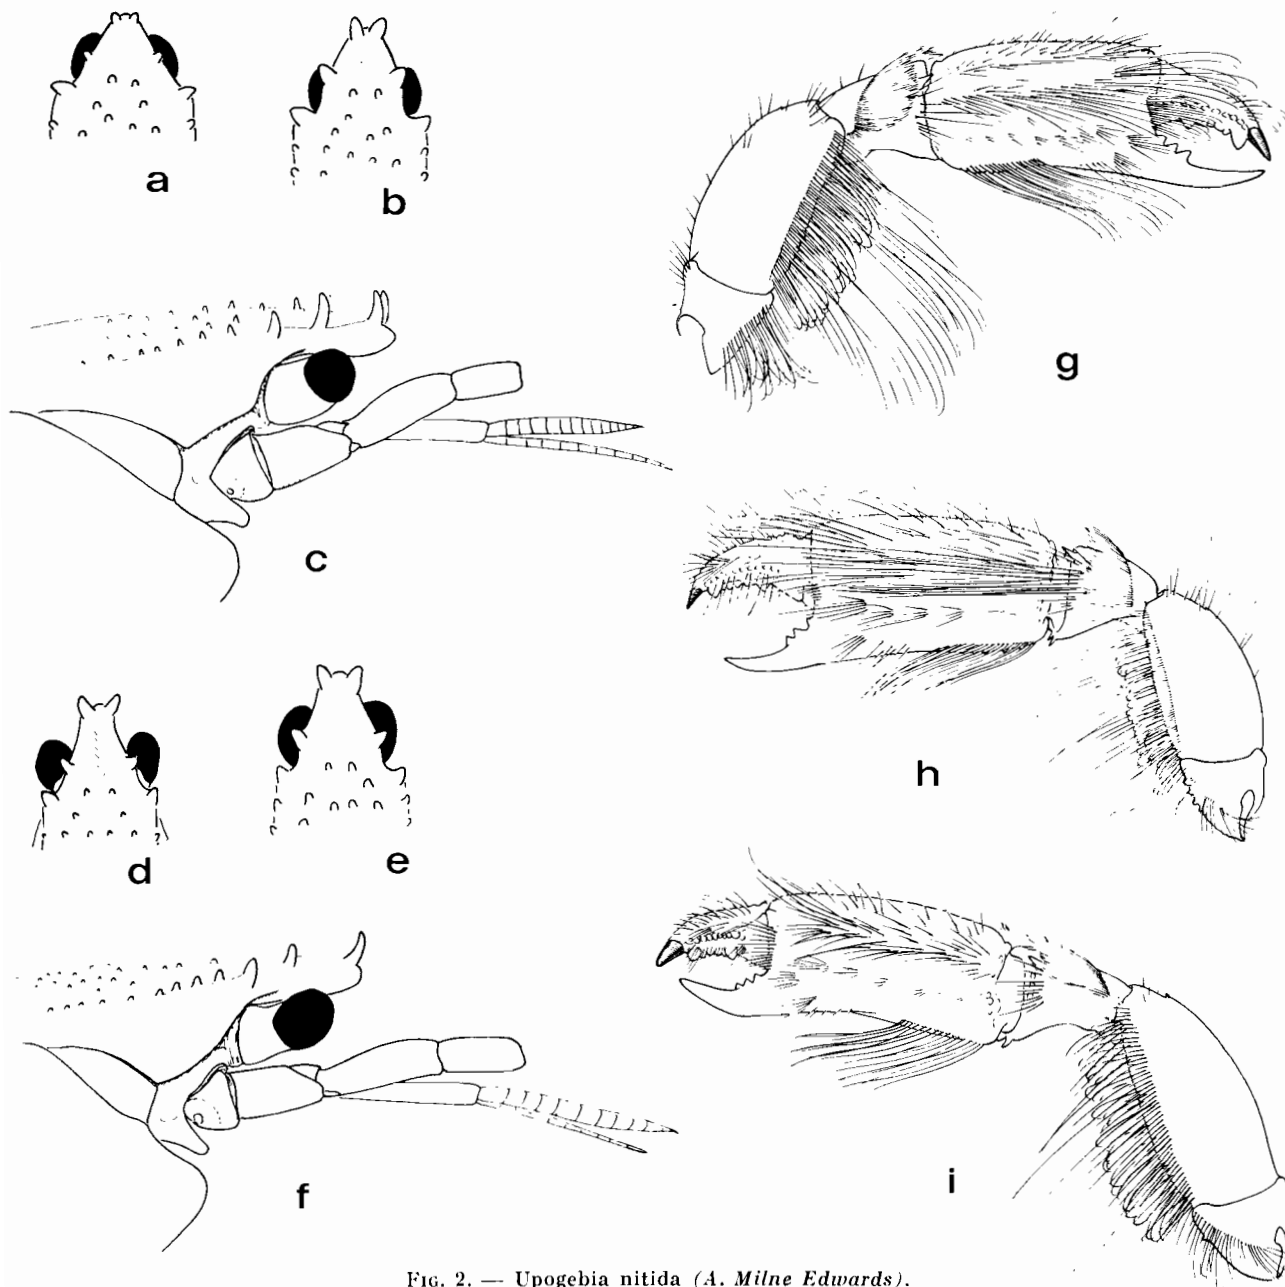 a
b
g
c
h
d
e
i
f
FIG. 2. — Upogebia nitida (A. Milne Edwards).